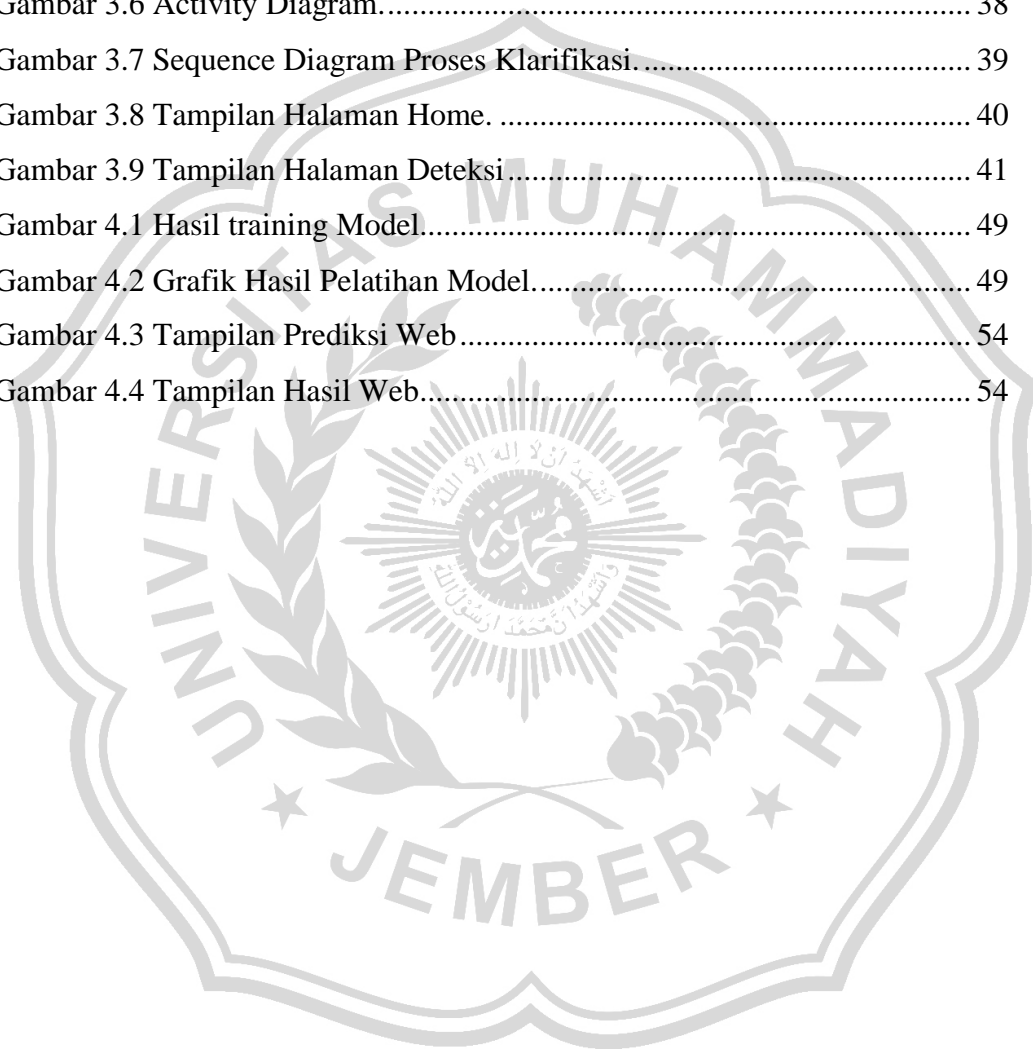 Gambar 3.6 Activity Diagram. 38
Gambar 3.7 Sequence Diagram Proses Klarifikasi. 39
Gambar 3.8 Tampilan Halaman Home. 40
Gambar 3.9 Tampilan Halaman Deteksi 41
Gambar 4.1 Hasil training Model. 49
Gambar 4.2 Grafik Hasil Pelatihan Model. 49
Gambar 4.3 Tampilan Prediksi Web 54
Gambar 4.4 Tampilan Hasil Web. 54
UNIVERSITAS MUHAMMADIYAH
JEMBER